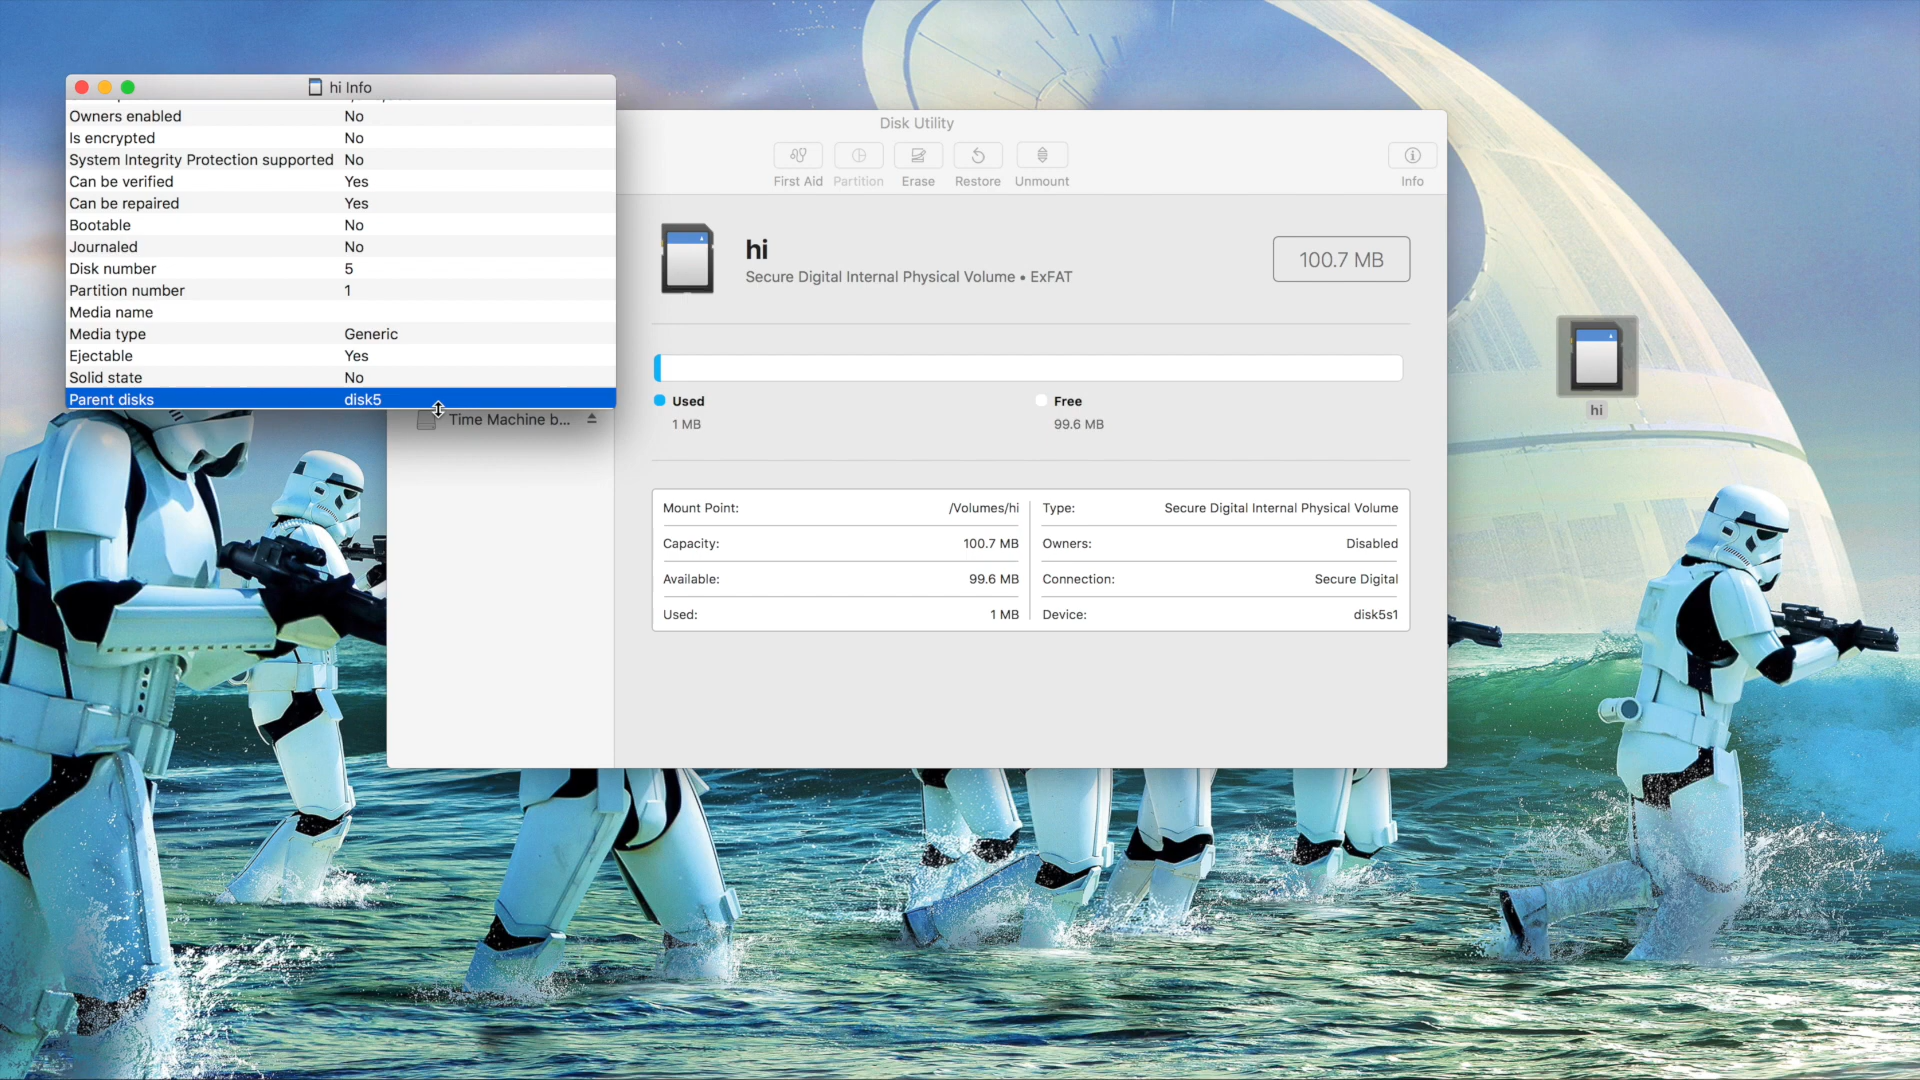 hi Info
Owners enabled No
Is encrypted No
System Integrity Protection supported No
Can be verified Yes
Can be repaired Yes
Bootable No
Journaled No
Disk number 5
Partition number 1
Media name
Media type Generic
Ejectable Yes
Solid state No
Parent disks disk5
Time Machine b...
Disk Utility
First Aid Partition Erase Restore Unmount Info
hi
Secure Digital Internal Physical Volume • ExFAT
100.7 MB
Used Free
1 MB 99.6 MB
Mount Point: /Volumes/hi Type: Secure Digital Internal Physical Volume
Capacity: 100.7 MB Owners: Disabled
Available: 99.6 MB Connection: Secure Digital
Used: 1 MB Device: disk5s1
hi